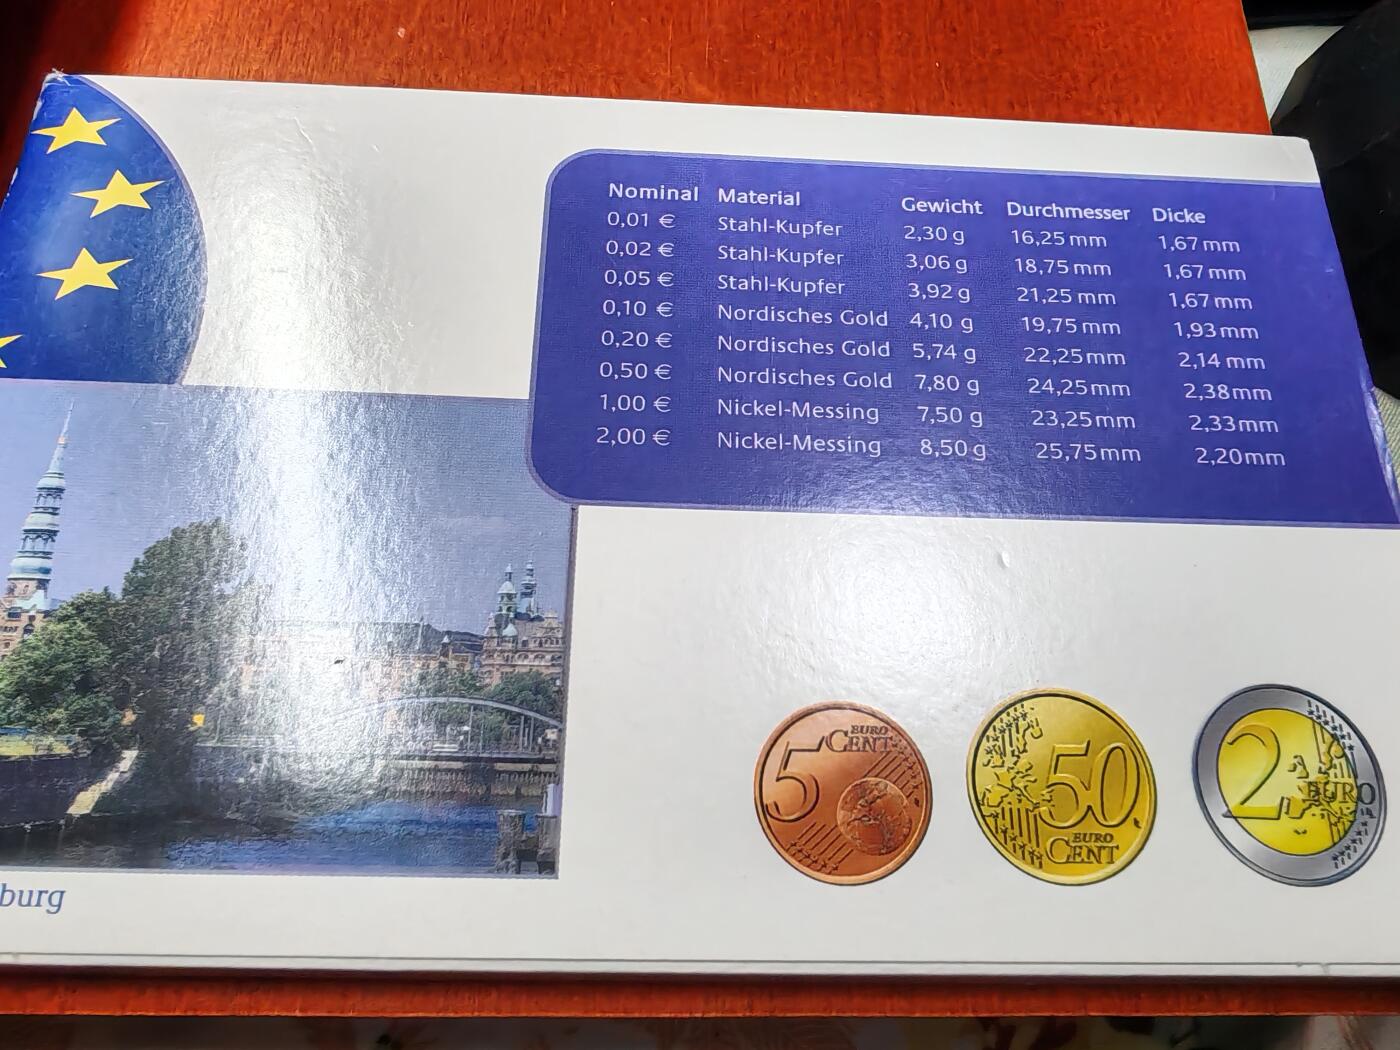 Nominal Material Gewicht Durchmesser Dicke
0,01 € Stahl-Kupfer 2,30 g 16,25 mm 1,67 mm
0,02 € Stahl-Kupfer 3,06 g 18,75 mm 1,67 mm
0,05 € Stahl-Kupfer 3,92 g 21,25 mm 1,67 mm
0,10 € Nordisches Gold 4,10 g 19,75 mm 1,93 mm
0,20 € Nordisches Gold 5,74 g 22,25 mm 2,14 mm
0,50 € Nordisches Gold 7,80 g 24,25 mm 2,38 mm
1,00 € Nickel-Messing 7,50 g 23,25 mm 2,33 mm
2,00 € Nickel-Messing 8,50 g 25,75 mm 2,20 mm
5 EURO CENT
50 EURO CENT
2 EURO
burg